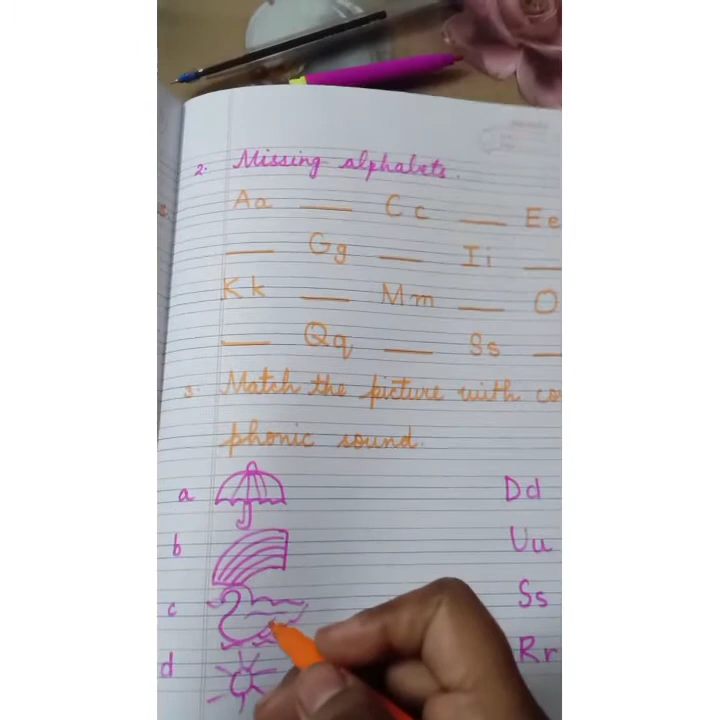 2. Missing alphabets.
Aa ___ Cc ___ Ee
___ Gg ___ Ii ___
Kk ___ Mm ___ O
___ Qq ___ Ss ___
3. Match the picture with co
phonic sound.
a Dd
b Uu
c Ss
d Rr